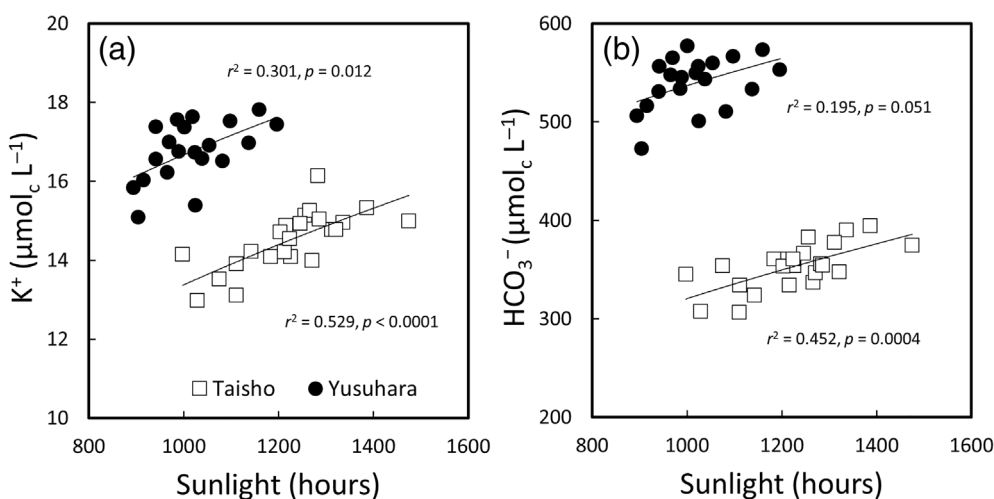 (a)
r² = 0.301, p = 0.012
r² = 0.529, p < 0.0001
Taisho
Yusuhara
K⁺ (μmol_c L⁻¹)
20
18
16
14
12
10
800
1000
1200
1400
1600
Sunlight (hours)
(b)
r² = 0.195, p = 0.051
r² = 0.452, p = 0.0004
HCO₃⁻ (μmol_c L⁻¹)
600
500
400
300
200
800
1000
1200
1400
1600
Sunlight (hours)